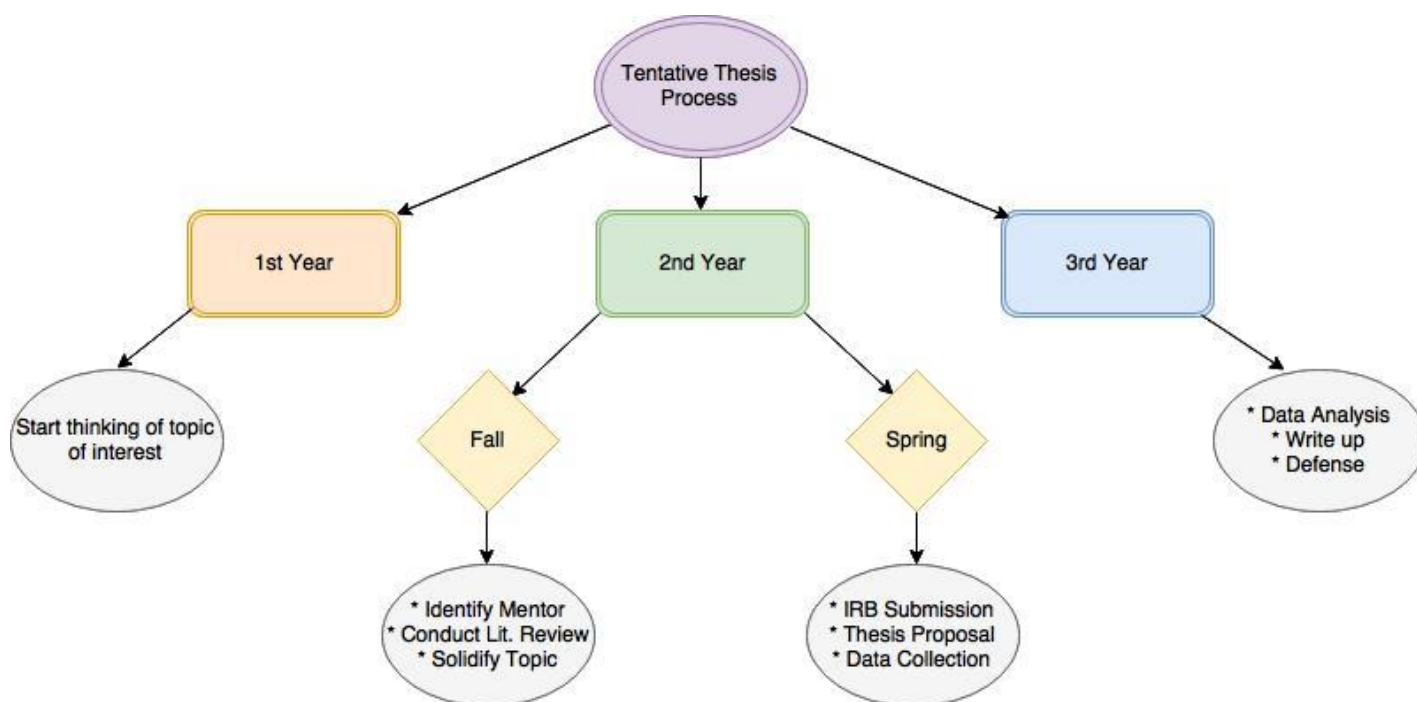 Tentative Thesis
Process
1st Year
2nd Year
3rd Year
Start thinking of topic
of interest
Fall
Spring
* Data Analysis
* Write up
* Defense
* Identify Mentor
* Conduct Lit. Review
* Solidify Topic
* IRB Submission
* Thesis Proposal
* Data Collection